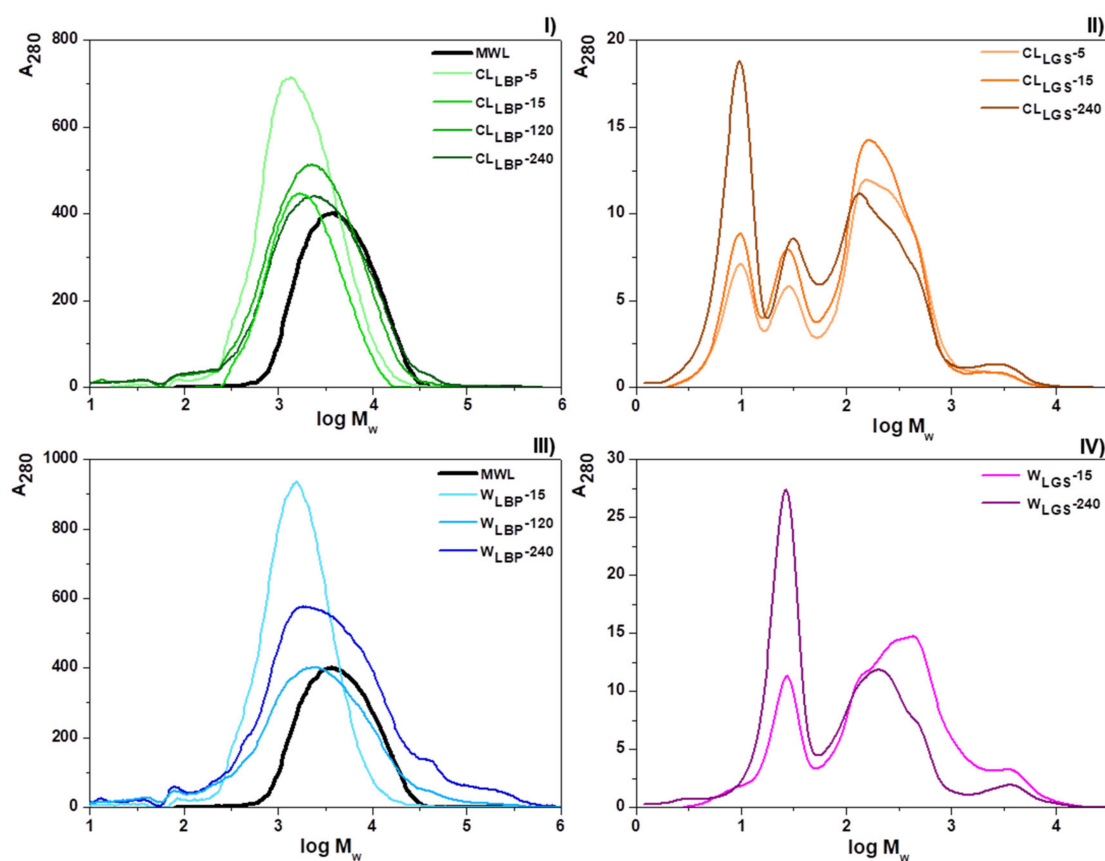 I)
A280
800
600
400
200
0
MWL
CLLBP-5
CLLBP-15
CLLBP-120
CLLBP-240
1 2 3 4 5 6
log Mw
II)
A280
20
15
10
5
0
CLLGS-5
CLLGS-15
CLLGS-240
0 1 2 3 4
log Mw
III)
A280
1000
800
600
400
200
0
MWL
WLBP-15
WLBP-120
WLBP-240
1 2 3 4 5 6
log Mw
IV)
A280
30
25
20
15
10
5
0
WLGS-15
WLGS-240
0 1 2 3 4
log Mw